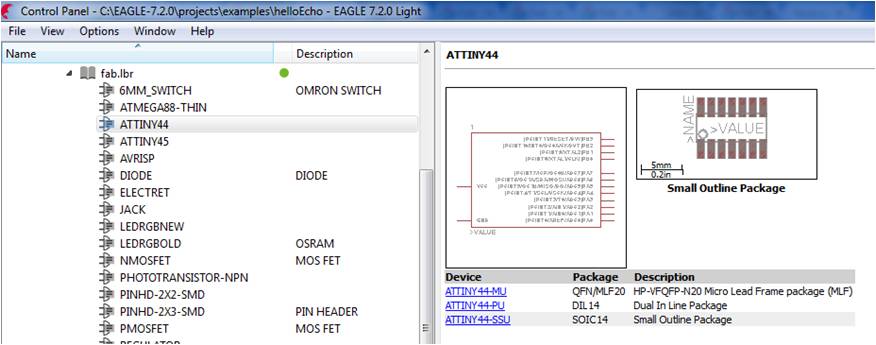 Control Panel - C:\EAGLE-7.2.0\projects\examples\helloEcho - EAGLE 7.2.0 Light
File View Options Window Help
Name Description
fab.lbr
6MM_SWITCH OMRON SWITCH
ATMEGA88-THIN
ATTINY44
ATTINY45
AVRISP
DIODE DIODE
ELECTRET
JACK
LEDRGBNEW
LEDRGBOLD OSRAM
NMOSFET MOS FET
PHOTOTRANSISTOR-NPN
PINHD-2X2-SMD
PINHD-2X3-SMD PIN HEADER
PMOSFET MOS FET
ATTINY44
1
VCC
GND
>VALUE
>NAME
>VALUE
5mm
0.2in
Small Outline Package
Device Package Description
ATTINY44-MU QFN/MLF20 HP-VFQFP-N20 Micro Lead Frame package (MLF)
ATTINY44-PU DIL14 Dual In Line Package
ATTINY44-SSU SOIC14 Small Outline Package